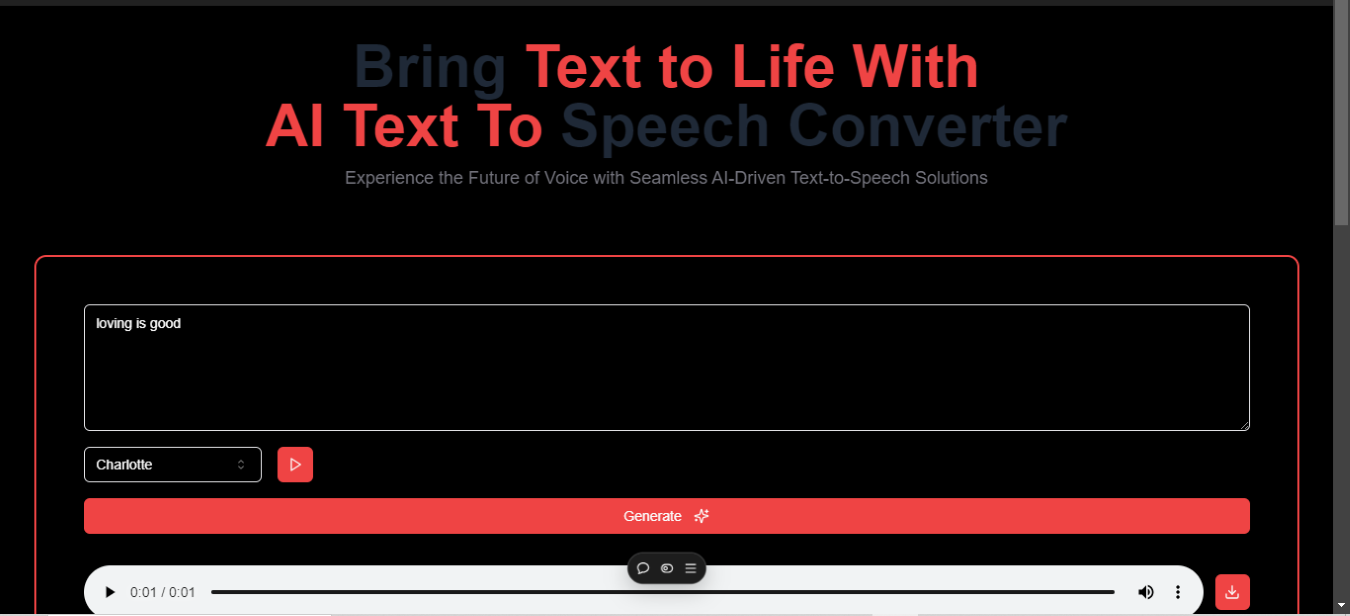 Bring Text to Life With
AI Text To Speech Converter
Experience the Future of Voice with Seamless AI-Driven Text-to-Speech Solutions
loving is good
Charlotte
Generate
0:01 / 0:01